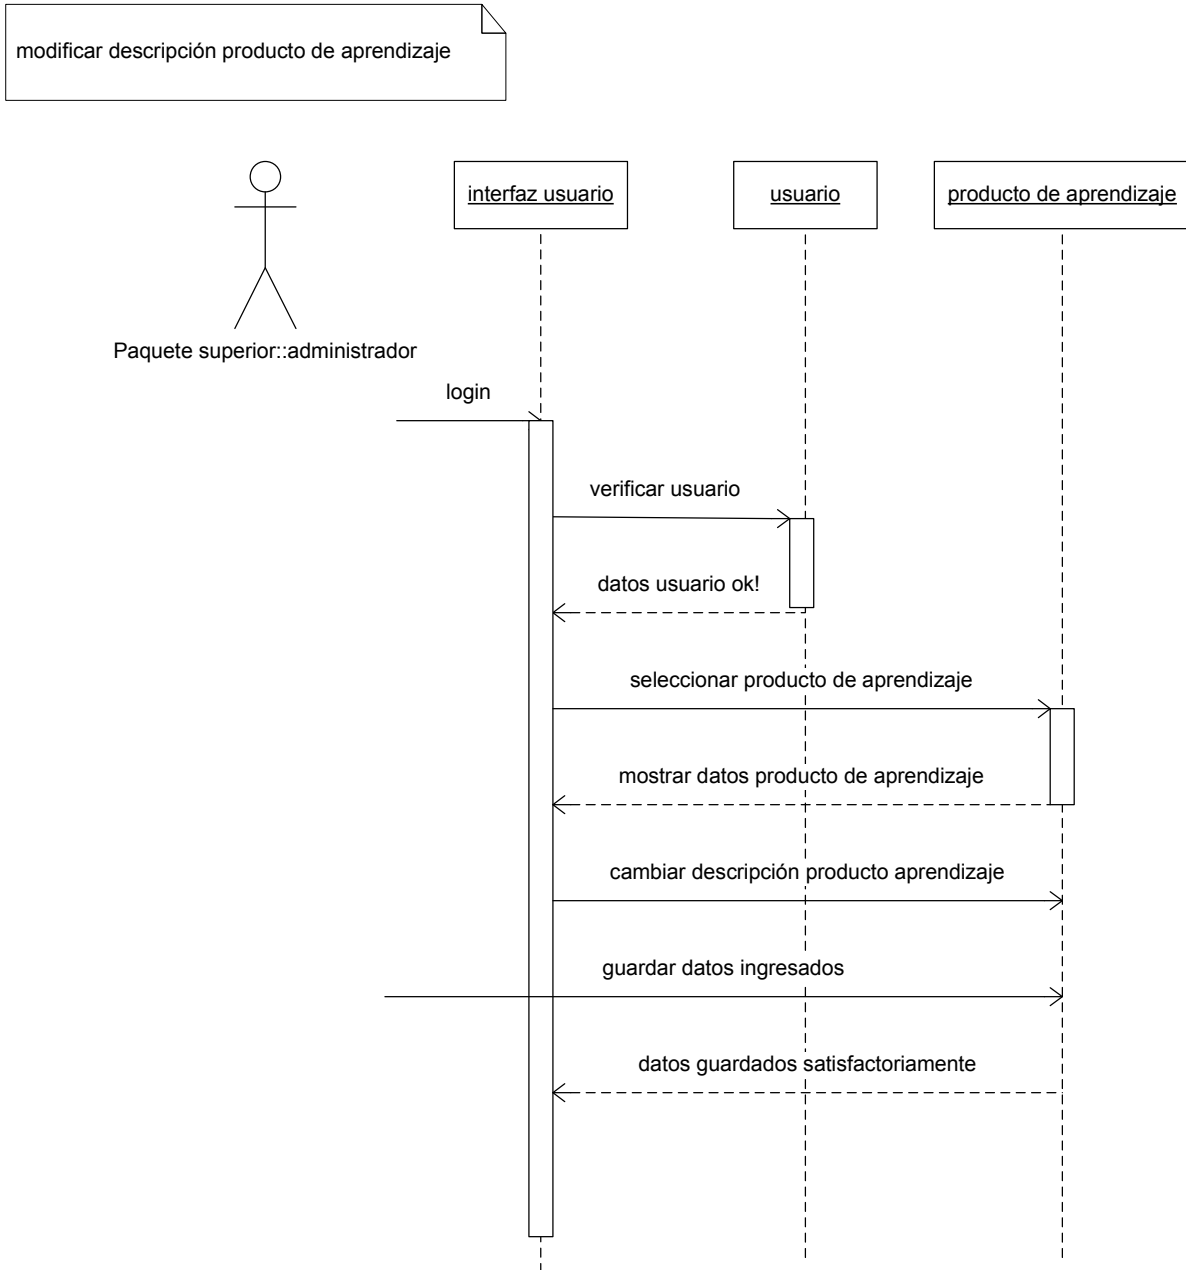 modificar descripción producto de aprendizaje
interfaz usuario
usuario
producto de aprendizaje
Paquete superior::administrador
login
verificar usuario
datos usuario ok!
seleccionar producto de aprendizaje
mostrar datos producto de aprendizaje
cambiar descripción producto aprendizaje
guardar datos ingresados
datos guardados satisfactoriamente